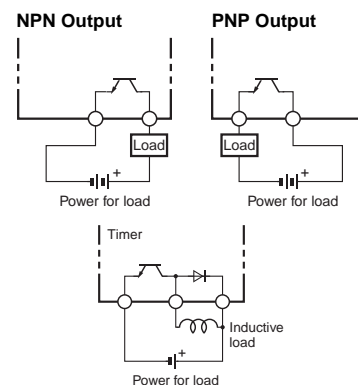 NPN Output
PNP Output
Load
Load
+
+
Power for load
Power for load
Timer
Inductive
load
+
Power for load